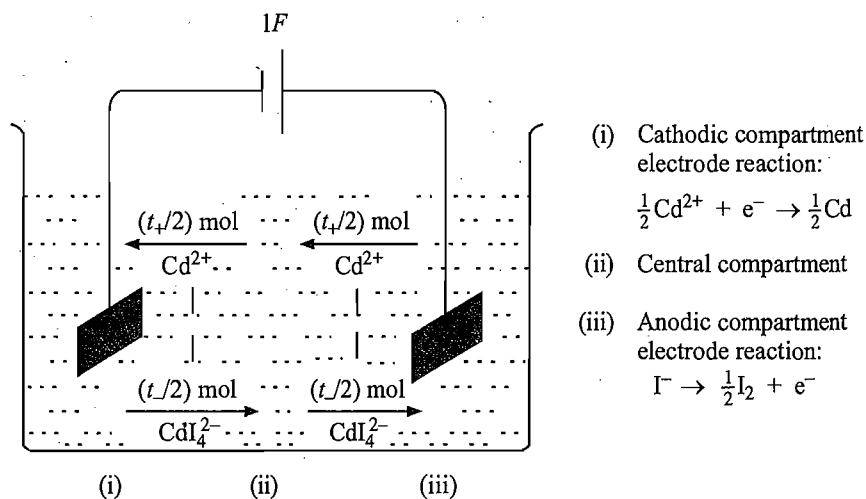 1F
(i) Cathodic compartment
electrode reaction:
½Cd²⁺ + e⁻ → ½Cd
(ii) Central compartment
(iii) Anodic compartment
electrode reaction:
I⁻ → ½I₂ + e⁻
(t₊/2) mol (t₊/2) mol
Cd²⁺ Cd²⁺
(t₋/2) mol (t₋/2) mol
CdI₄²⁻ CdI₄²⁻
(i) (ii) (iii)